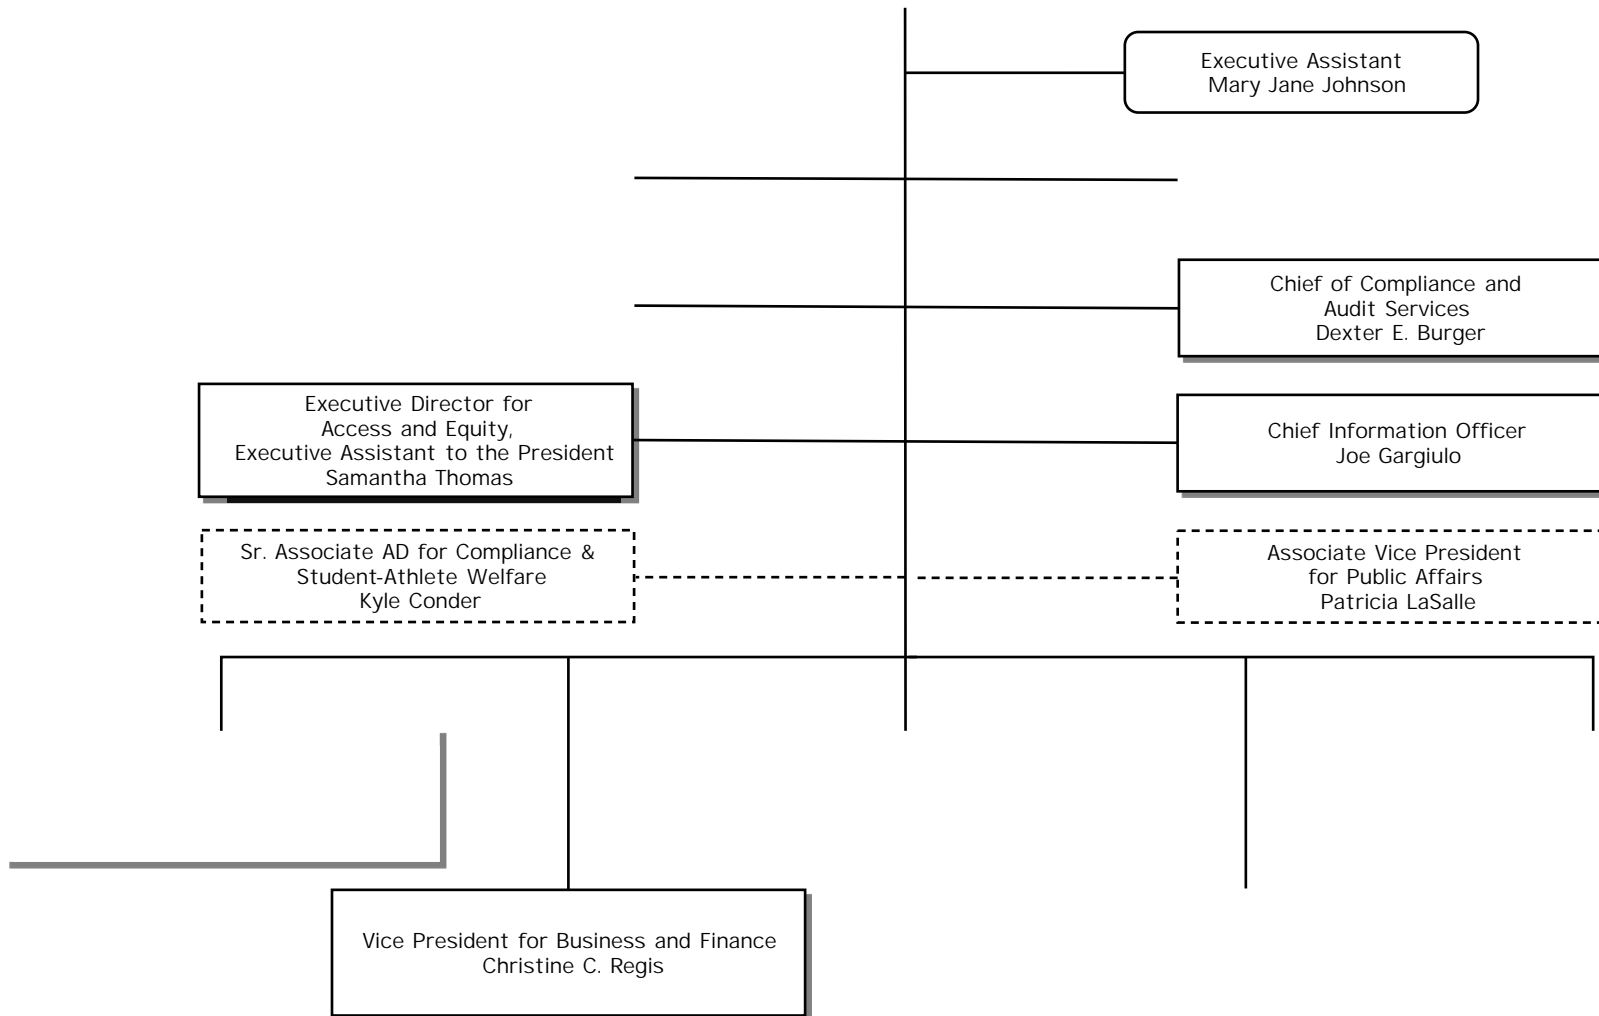 Executive Assistant
Mary Jane Johnson
Chief of Compliance and
Audit Services
Dexter E. Burger
Executive Director for
Access and Equity,
Executive Assistant to the President
Samantha Thomas
Chief Information Officer
Joe Gargiulo
Sr. Associate AD for Compliance &
Student-Athlete Welfare
Kyle Conder
Associate Vice President
for Public Affairs
Patricia LaSalle
Vice President for Business and Finance
Christine C. Regis